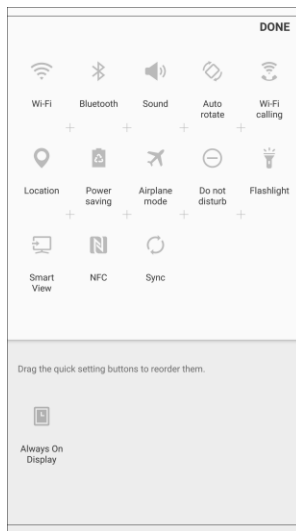 DONE
Wi-Fi
Bluetooth
Sound
Auto
rotate
Wi-Fi
calling
Location
Power
saving
Airplane
mode
Do not
disturb
Flashlight
Smart
View
NFC
Sync
Drag the quick setting buttons to reorder them.
Always On
Display